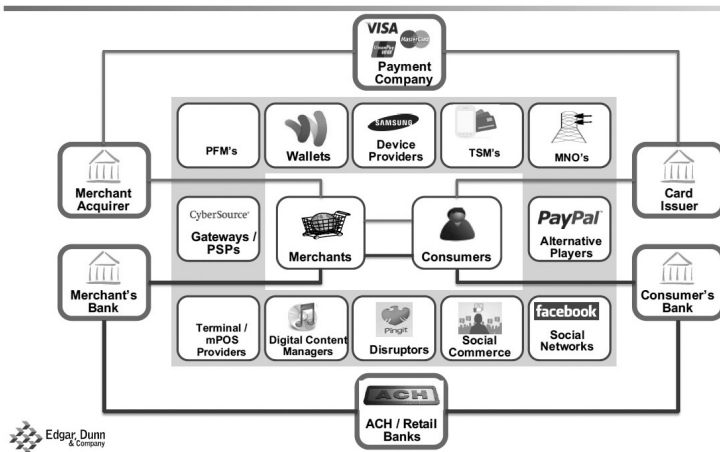 VISA
MasterCard
UnionPay
Payment
Company
PFM's
Wallets
SAMSUNG
Device
Providers
TSM's
MNO's
Merchant
Acquirer
Card
Issuer
CyberSource
Gateways /
PSPs
Merchants
Consumers
PayPal
Alternative
Players
Merchant's
Bank
Consumer's
Bank
Terminal /
mPOS
Providers
Digital Content
Managers
Pingit
Disruptors
Social
Commerce
facebook
Social
Networks
ACH
ACH / Retail
Banks
Edgar, Dunn
& Company